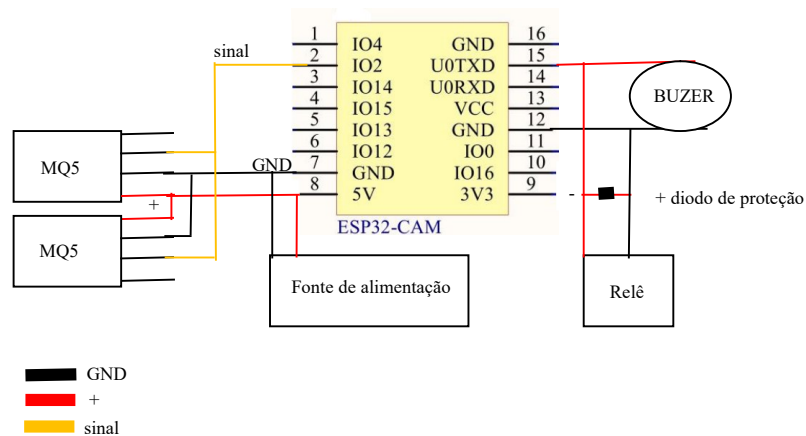 1 IO4 GND 16
sinal 2 IO2 U0TXD 15
3 IO14 U0RXD 14
4 IO15 VCC 13
5 IO13 GND 12
6 IO12 IO0 11
GND 7 GND IO16 10
8 5V 3V3 9
ESP32-CAM
BUZER
MQ5
+
MQ5
- + diodo de proteção
Fonte de alimentação
Relê
GND
+
sinal